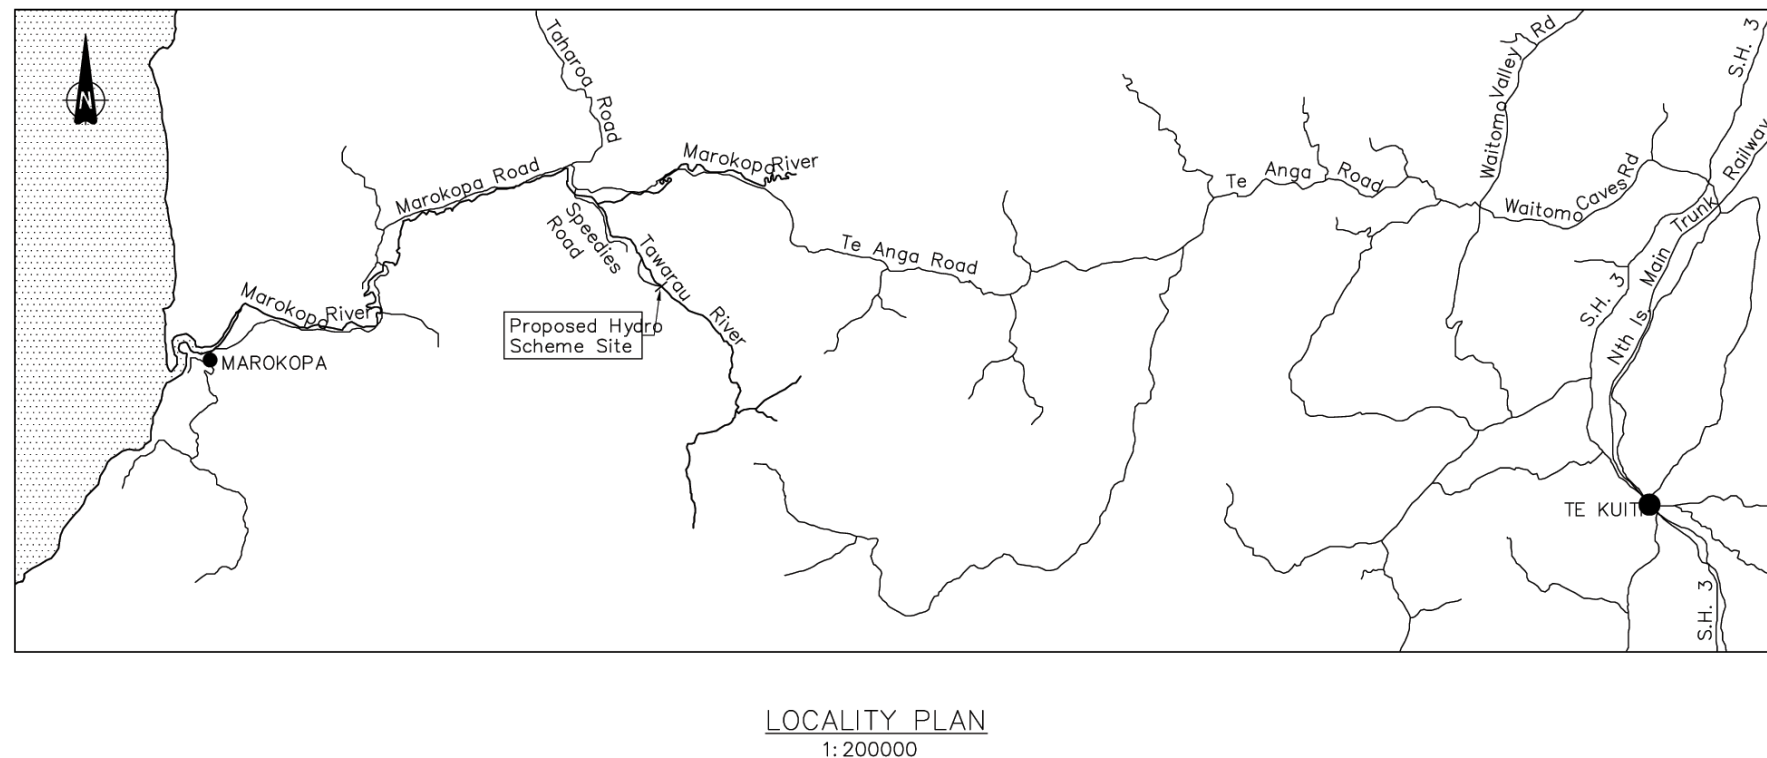 N
Taharoa Road
Marokopa Road
Marokopa River
Te Anga Road
Waitomo Valley Rd
S.H. 3
Waitomo Caves Rd
Nth Is. Main Trunk Railway
Speedies
Road
Te Anga Road
Tawarau River
S.H. 3
Marokopa River
Proposed Hydro
Scheme Site
MAROKOPA
TE KUITI
S.H. 3
LOCALITY PLAN
1:200000